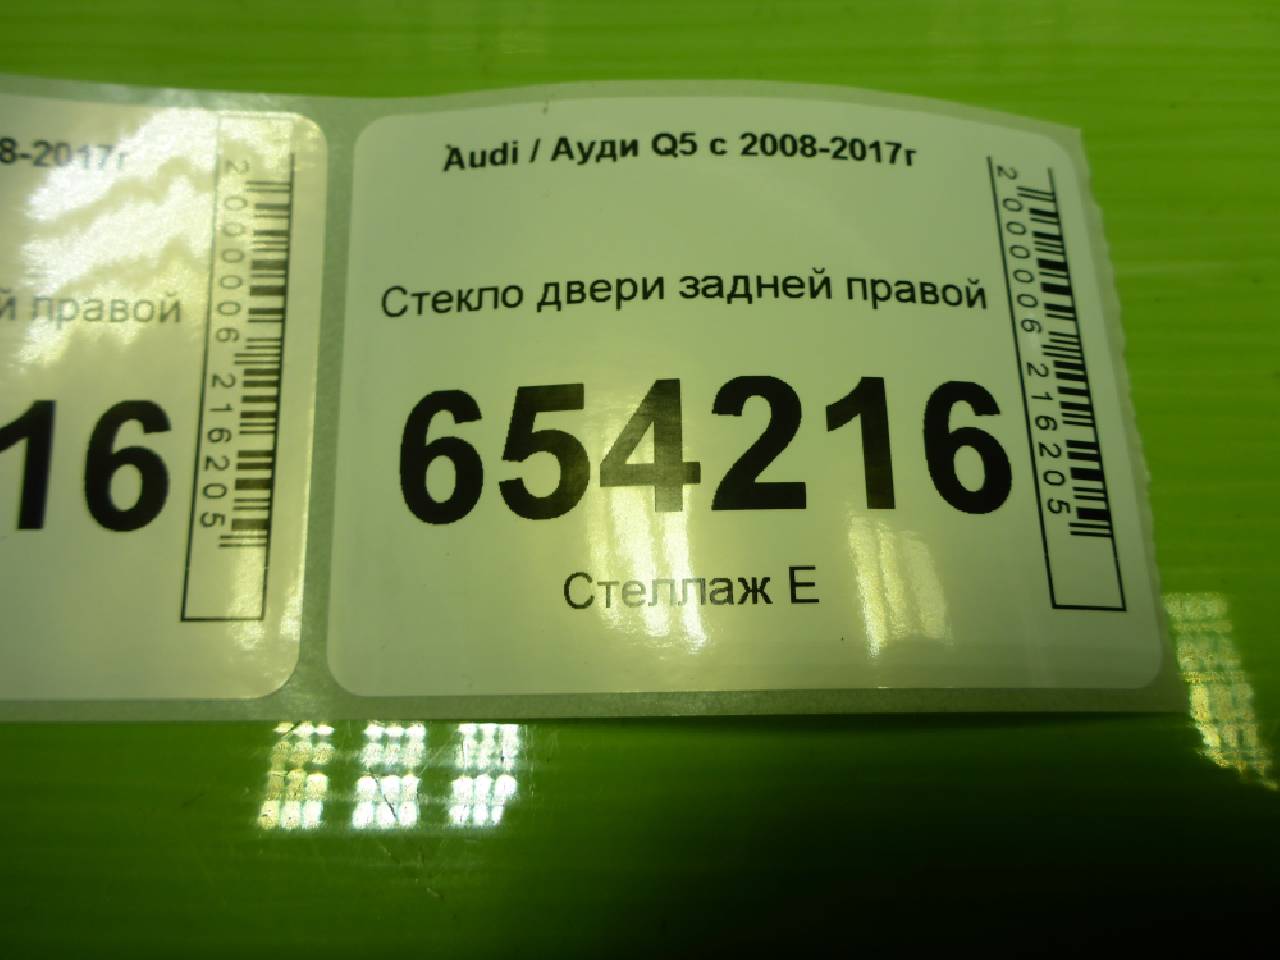 8-2017г
й правой
16
2000006216205
Audi / Ауди Q5 с 2008-2017г
Стекло двери задней правой
654216
Стеллаж Е
2000006216205